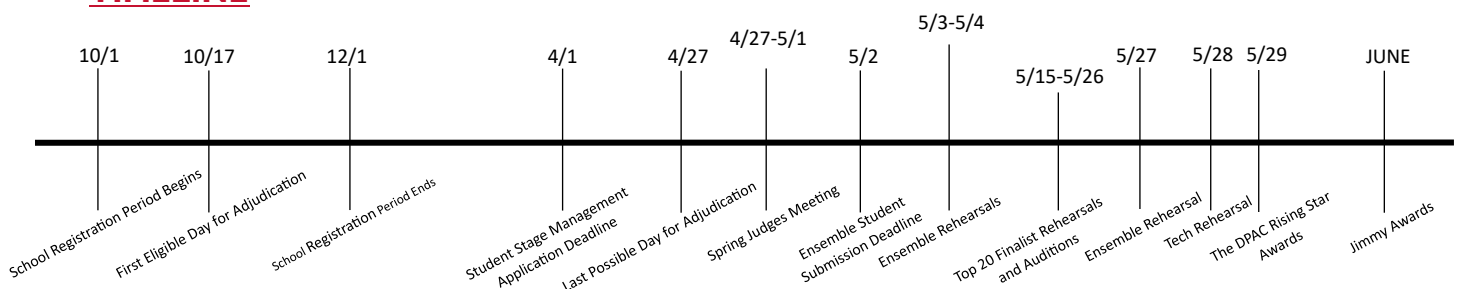 TIMELINE
10/1
10/17
12/1
4/1
4/27
4/27-5/1
5/2
5/3-5/4
5/15-5/26
5/27
5/28
5/29
JUNE
School Registration Period Begins
First Eligible Day for Adjudication
School Registration Period Ends
Student Stage Management
Application Deadline
Last Possible Day for Adjudication
Spring Judges Meeting
Ensemble Student
Submission Deadline
Ensemble Rehearsals
Top 20 Finalist Rehearsals
and Auditions
Ensemble Rehearsal
Tech Rehearsal
The DPAC Rising Star
Awards
Jimmy Awards